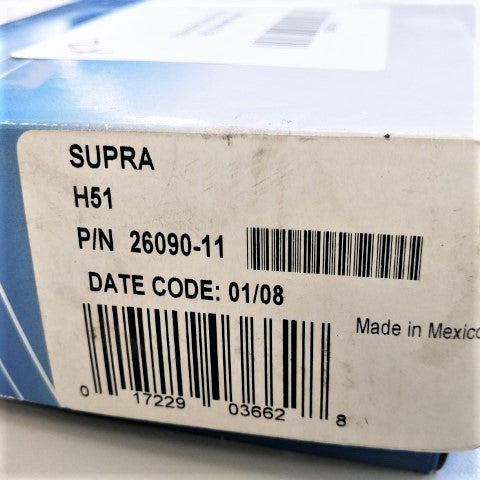 SUPRA
H51
P/N 26090-11
DATE CODE: 01/08
Made in Mexico
0 17229 03662 8